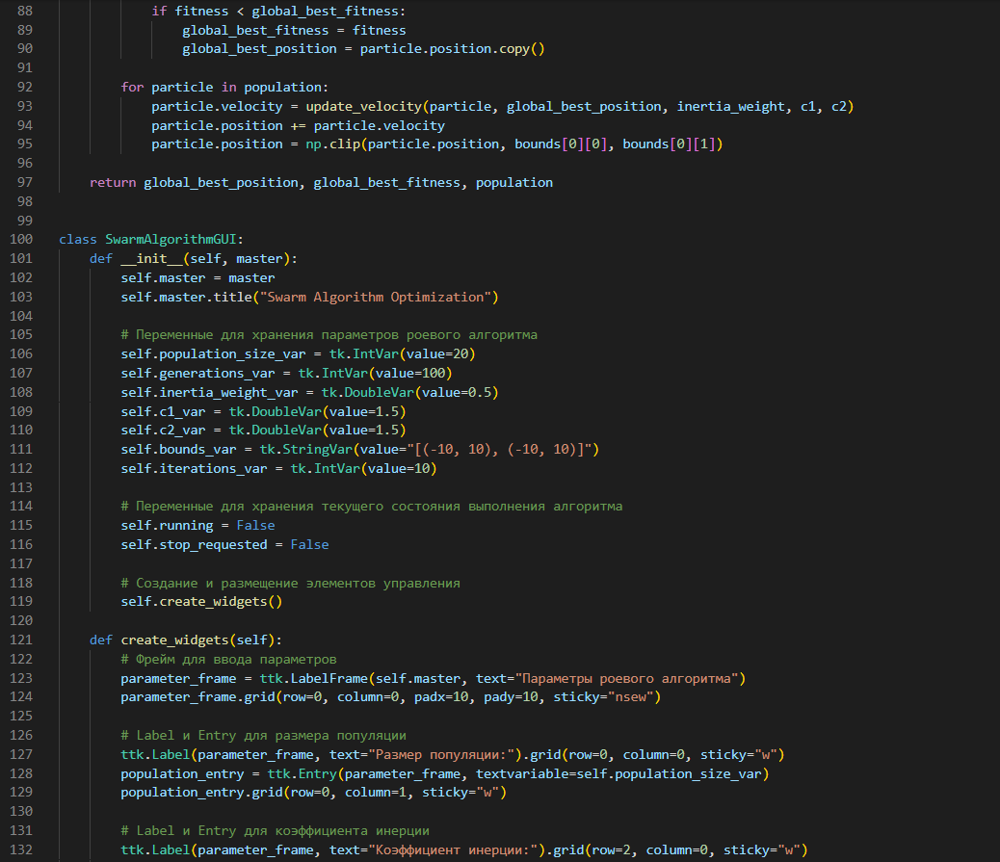 88 if fitness < global_best_fitness:
89 global_best_fitness = fitness
90 global_best_position = particle.position.copy()
91
92 for particle in population:
93 particle.velocity = update_velocity(particle, global_best_position, inertia_weight, c1, c2)
94 particle.position += particle.velocity
95 particle.position = np.clip(particle.position, bounds[0][0], bounds[0][1])
96
97 return global_best_position, global_best_fitness, population
98
99
100 class SwarmAlgorithmGUI:
101 def __init__(self, master):
102 self.master = master
103 self.master.title("Swarm Algorithm Optimization")
104
105 # Переменные для хранения параметров роевого алгоритма
106 self.population_size_var = tk.IntVar(value=20)
107 self.generations_var = tk.IntVar(value=100)
108 self.inertia_weight_var = tk.DoubleVar(value=0.5)
109 self.c1_var = tk.DoubleVar(value=1.5)
110 self.c2_var = tk.DoubleVar(value=1.5)
111 self.bounds_var = tk.StringVar(value="[(-10, 10), (-10, 10)]")
112 self.iterations_var = tk.IntVar(value=10)
113
114 # Переменные для хранения текущего состояния выполнения алгоритма
115 self.running = False
116 self.stop_requested = False
117
118 # Создание и размещение элементов управления
119 self.create_widgets()
120
121 def create_widgets(self):
122 # Фрейм для ввода параметров
123 parameter_frame = ttk.LabelFrame(self.master, text="Параметры роевого алгоритма")
124 parameter_frame.grid(row=0, column=0, padx=10, pady=10, sticky="nsew")
125
126 # Label и Entry для размера популяции
127 ttk.Label(parameter_frame, text="Размер популяции:").grid(row=0, column=0, sticky="w")
128 population_entry = ttk.Entry(parameter_frame, textvariable=self.population_size_var)
129 population_entry.grid(row=0, column=1, sticky="w")
130
131 # Label и Entry для коэффициента инерции
132 ttk.Label(parameter_frame, text="Коэффициент инерции:").grid(row=2, column=0, sticky="w")